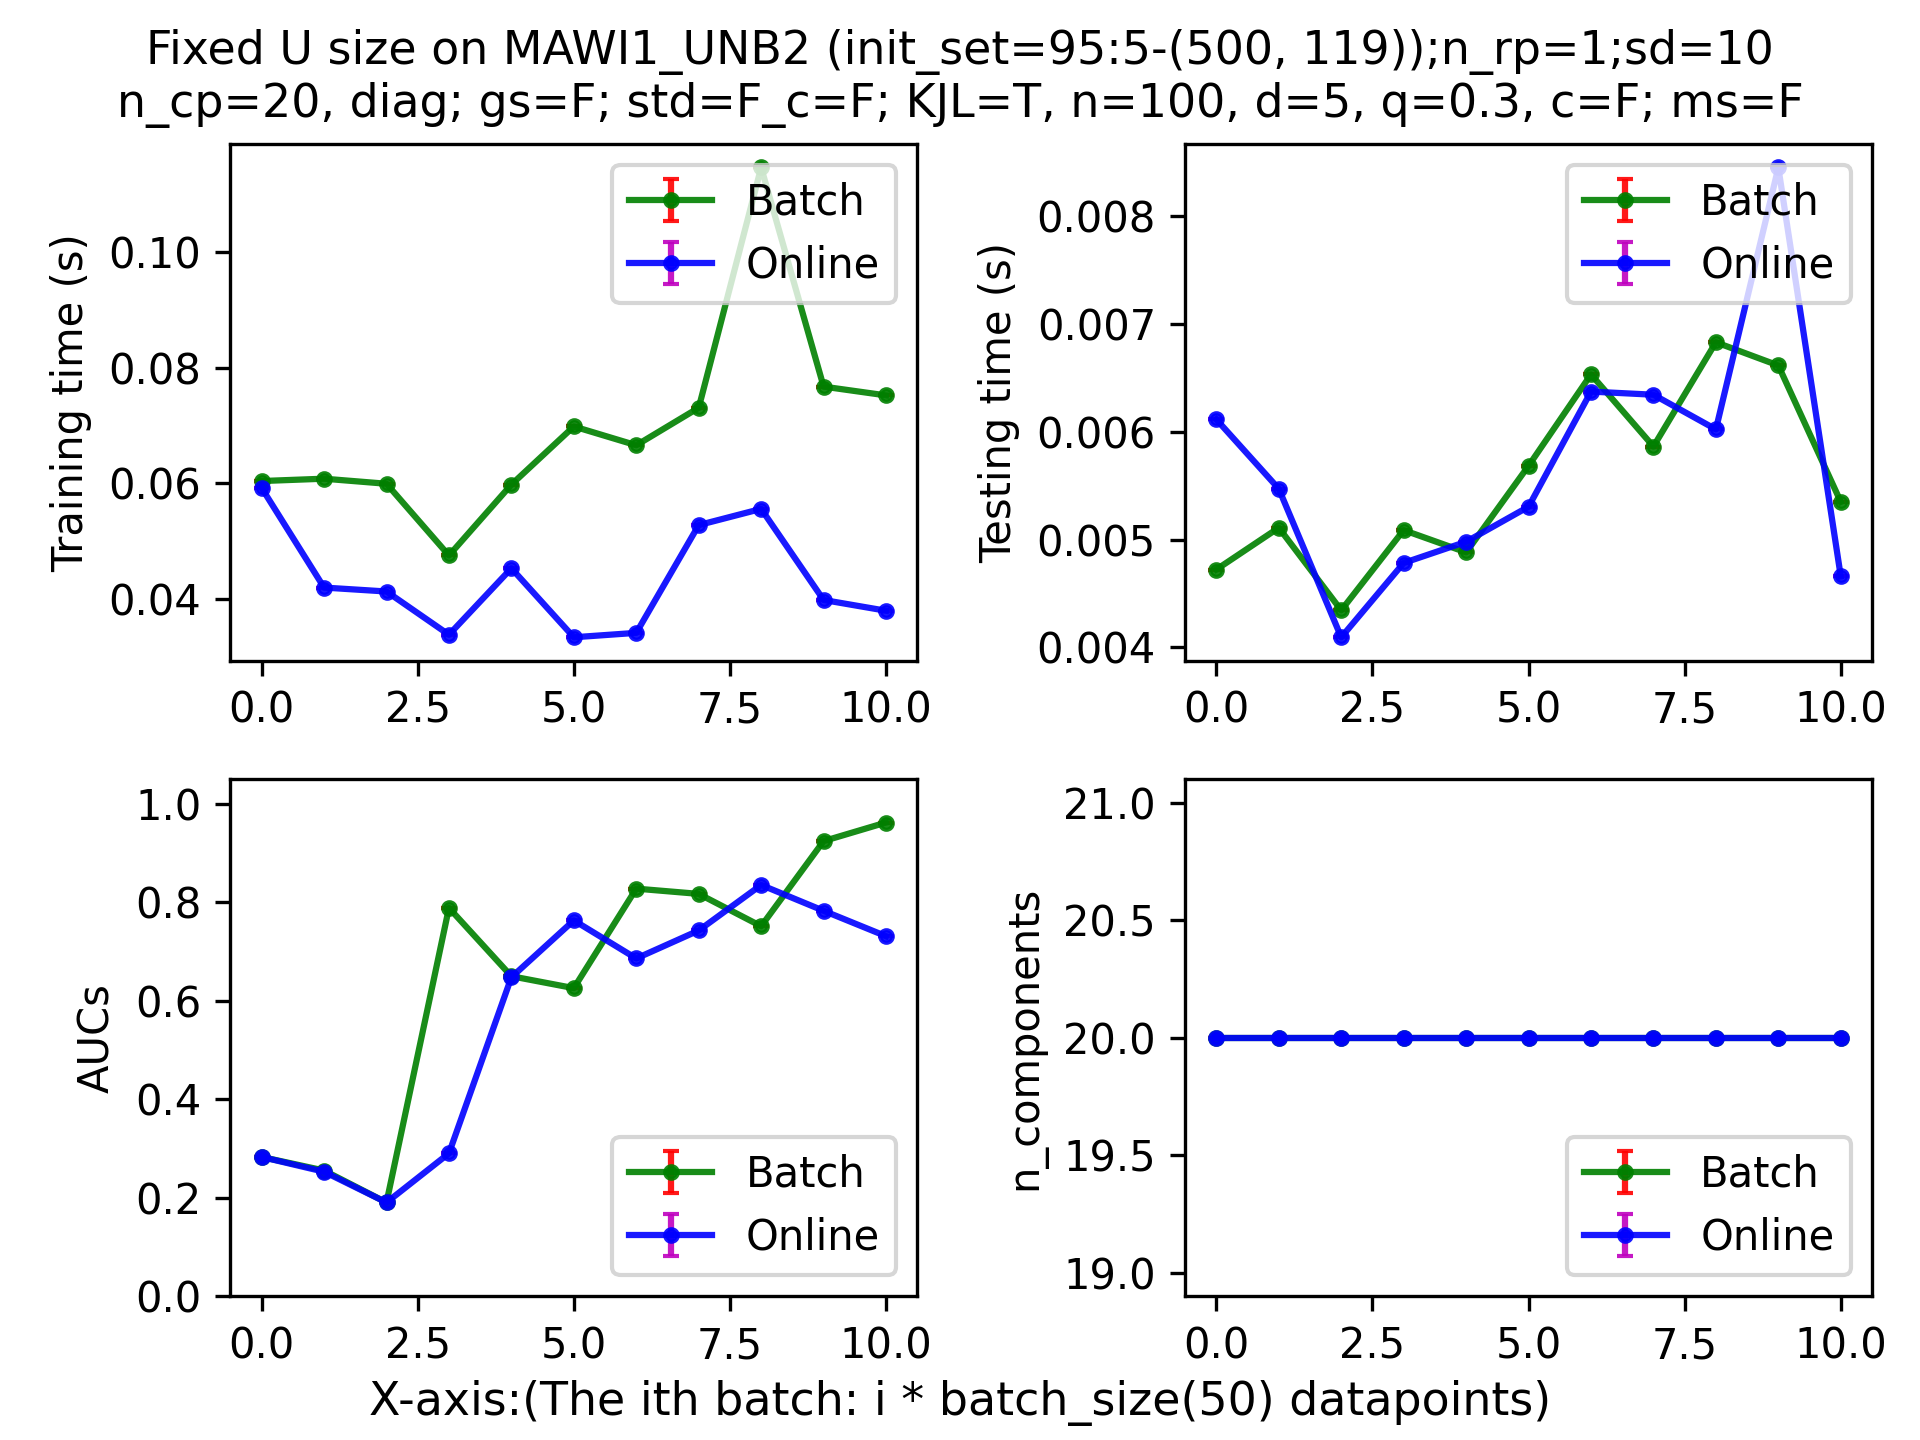 Fixed U size on MAWI1_UNB2 (init_set=95:5-(500, 119));n_rp=1;sd=10
n_cp=20, diag; gs=F; std=F_c=F; KJL=T, n=100, d=5, q=0.3, c=F; ms=F
Training time (s)
0.10
0.08
0.06
0.04
Batch
Online
0.0 2.5 5.0 7.5 10.0
Testing time (s)
0.008
0.007
0.006
0.005
0.004
Batch
Online
0.0 2.5 5.0 7.5 10.0
AUCs
1.0
0.8
0.6
0.4
0.2
0.0
Batch
Online
0.0 2.5 5.0 7.5 10.0
n_components
21.0
20.5
20.0
19.5
19.0
Batch
Online
0.0 2.5 5.0 7.5 10.0
X-axis:(The ith batch: i * batch_size(50) datapoints)